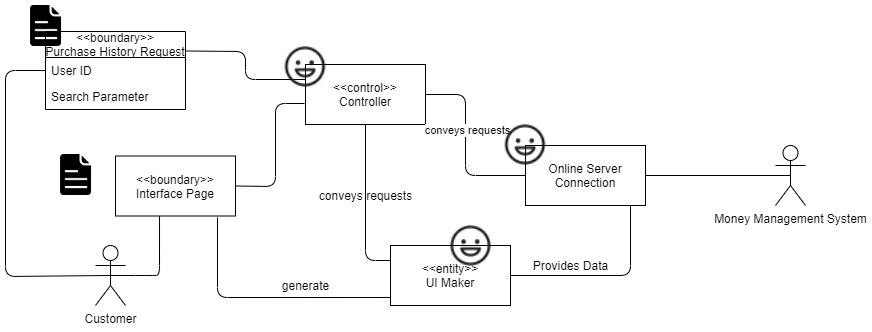 <<boundary>>
Purchase History Request
User ID
Search Parameter
<<control>>
Controller
conveys requests
<<boundary>>
Interface Page
Online Server
Connection
conveys requests
Money Management System
<<entity>>
UI Maker
Provides Data
generate
Customer